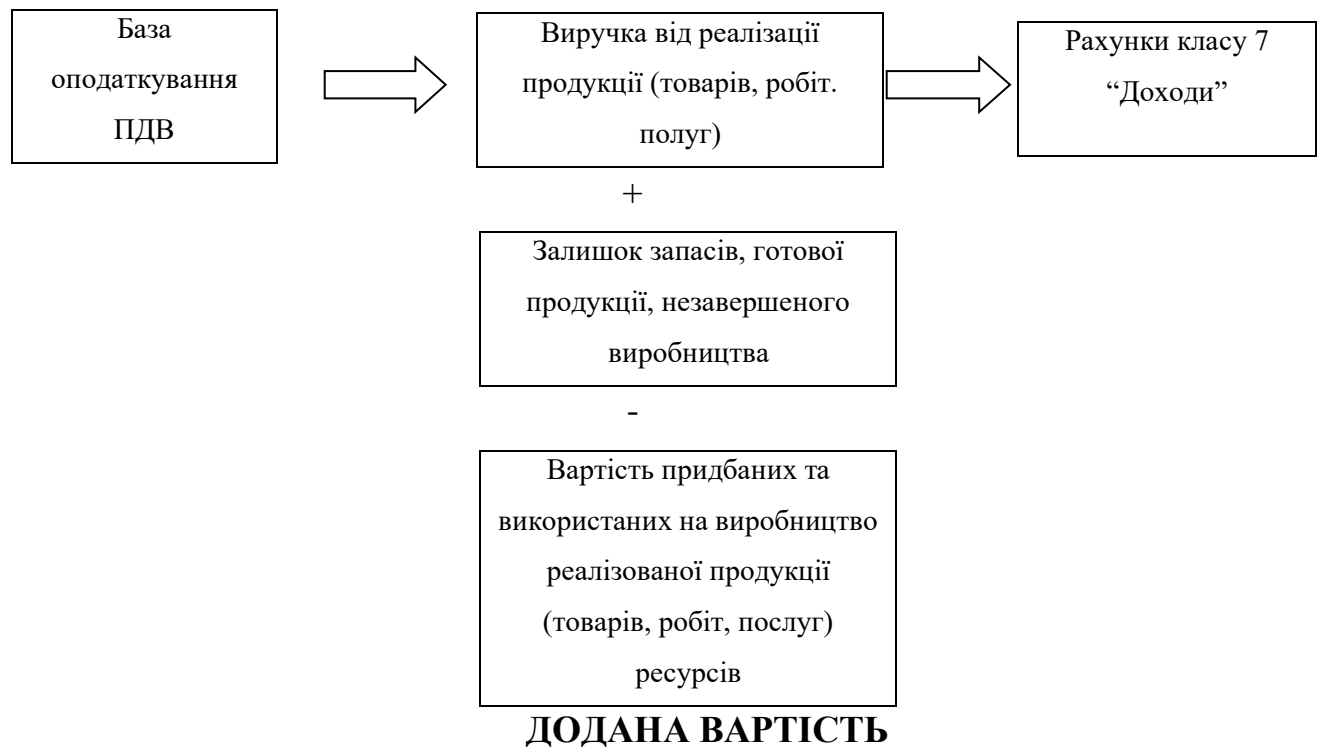 База
оподаткування
ПДВ
Виручка від реалізації
продукції (товарів, робіт.
полуг)
Рахунки класу 7
“Доходи”
+
Залишок запасів, готової
продукції, незавершеного
виробництва
-
Вартість придбаних та
використаних на виробництво
реалізованої продукції
(товарів, робіт, послуг)
ресурсів
ДОДАНА ВАРТІСТЬ